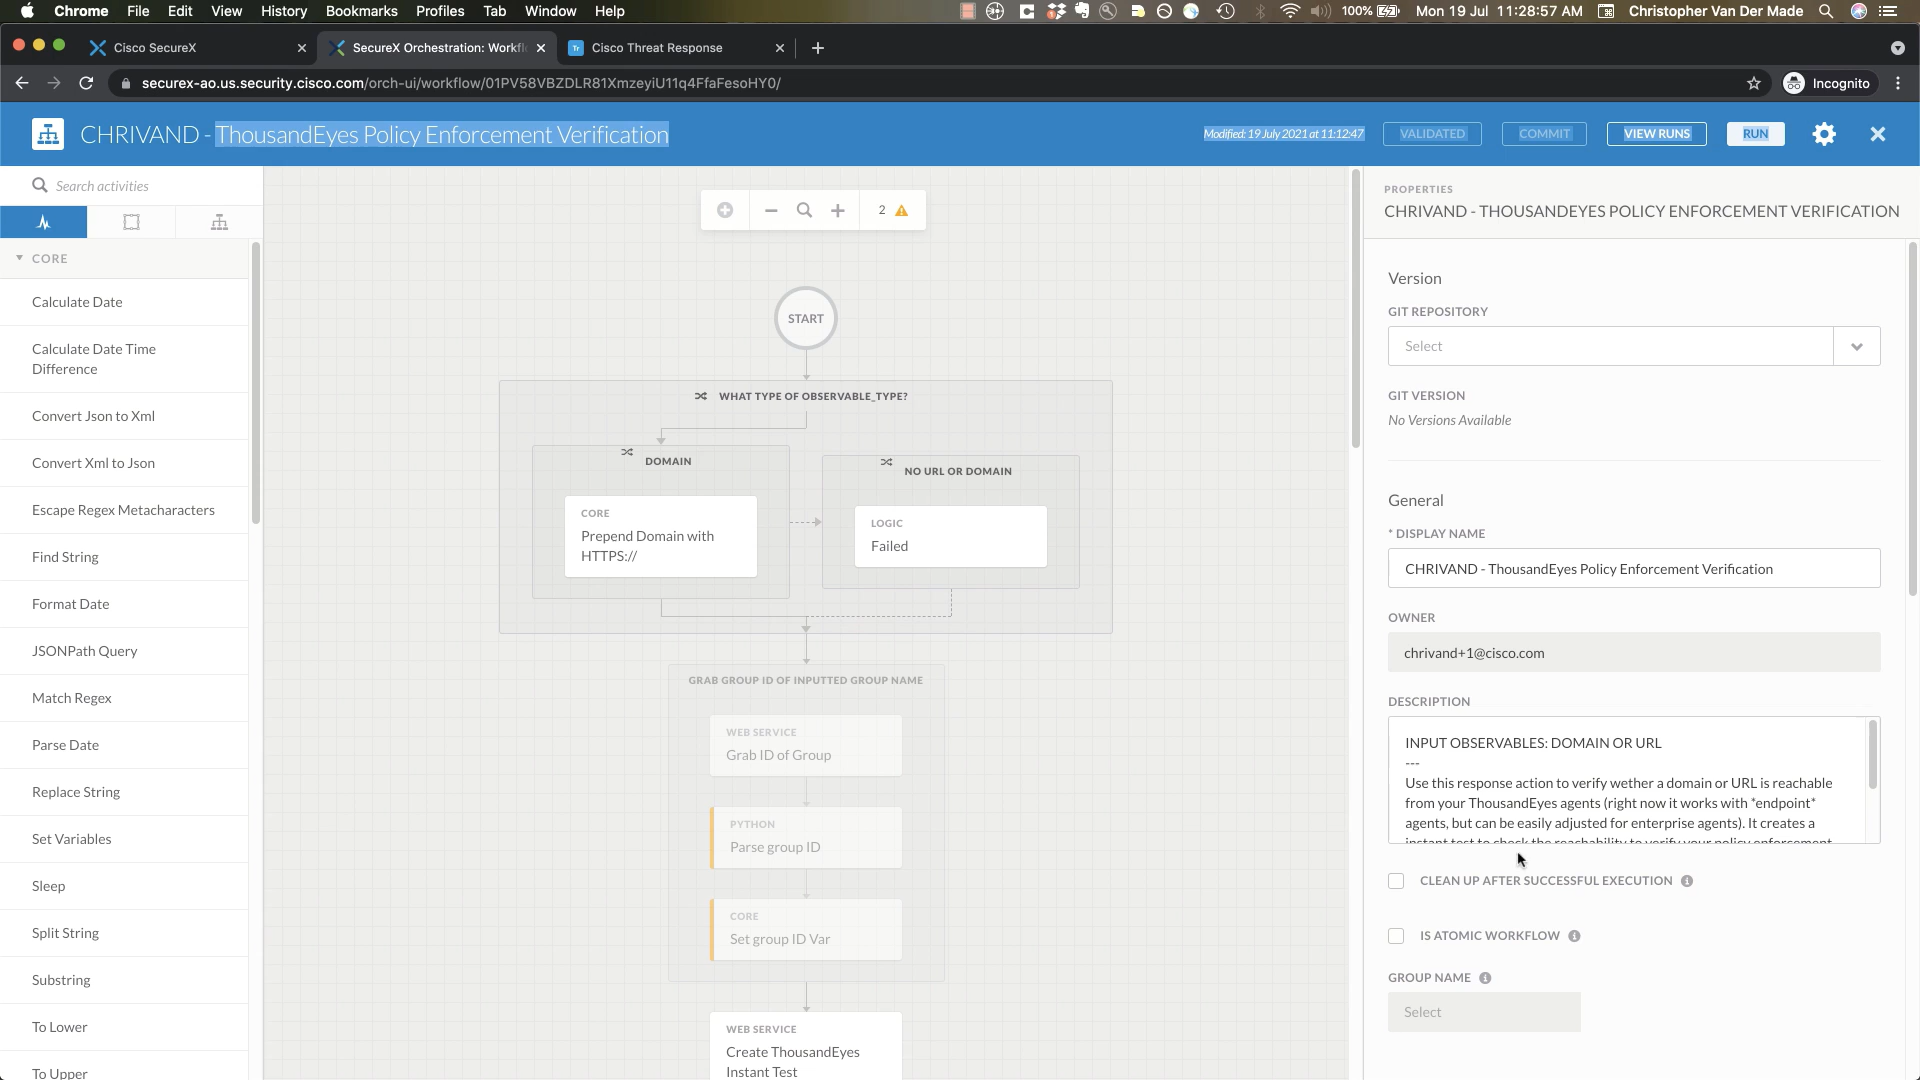 Chrome File Edit View History Bookmarks Profiles Tab Window Help 100% Mon 19 Jul 11:28:57 AM Christopher Van Der Made
Cisco SecureX SecureX Orchestration: Workfl Cisco Threat Response
securex-ao.us.security.cisco.com/orch-ui/workflow/01PV58VBZDLR81XmzeyiU11q4FfaFesoHY0/ Incognito
CHRIVAND - ThousandEyes Policy Enforcement Verification
Modified: 19 July 2021 at 11:12:47 VALIDATED COMMIT VIEW RUNS RUN
Search activities
CORE
Calculate Date
Calculate Date Time
Difference
Convert Json to Xml
Convert Xml to Json
Escape Regex Metacharacters
Find String
Format Date
JSONPath Query
Match Regex
Parse Date
Replace String
Set Variables
Sleep
Split String
Substring
To Lower
To Upper
2
START
WHAT TYPE OF OBSERVABLE_TYPE?
DOMAIN
CORE
Prepend Domain with
HTTPS://
NO URL OR DOMAIN
LOGIC
Failed
GRAB GROUP ID OF INPUTTED GROUP NAME
WEB SERVICE
Grab ID of Group
PYTHON
Parse group ID
CORE
Set group ID Var
WEB SERVICE
Create ThousandEyes
Instant Test
PROPERTIES
CHRIVAND - THOUSANDEYES POLICY ENFORCEMENT VERIFICATION
Version
GIT REPOSITORY
Select
GIT VERSION
No Versions Available
General
* DISPLAY NAME
CHRIVAND - ThousandEyes Policy Enforcement Verification
OWNER
chrivand+1@cisco.com
DESCRIPTION
INPUT OBSERVABLES: DOMAIN OR URL
---
Use this response action to verify wether a domain or URL is reachable
from your ThousandEyes agents (right now it works with *endpoint*
agents, but can be easily adjusted for enterprise agents). It creates a
instant test to check the reachability to verify your policy enforcement
CLEAN UP AFTER SUCCESSFUL EXECUTION
IS ATOMIC WORKFLOW
GROUP NAME
Select